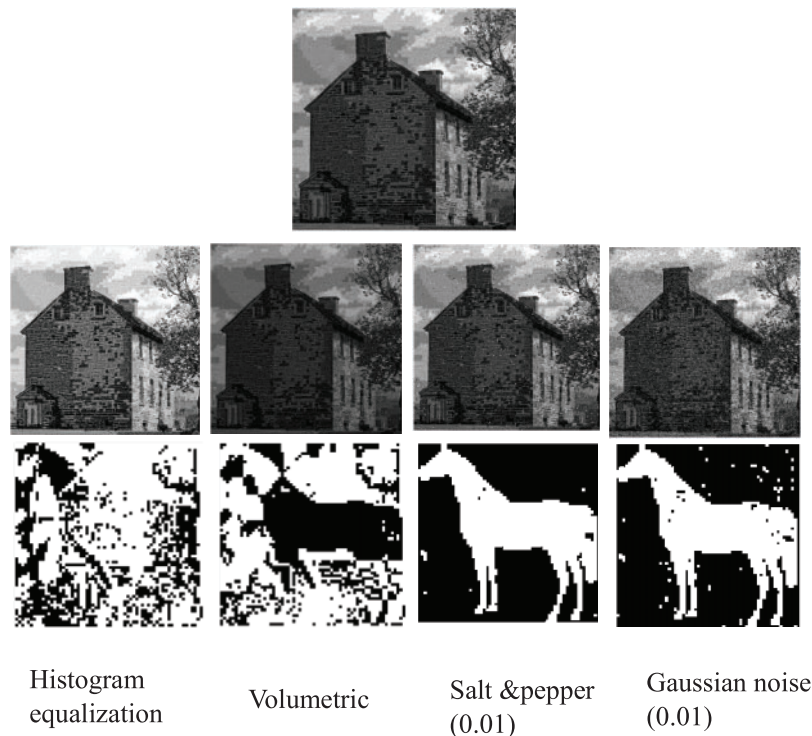 Histogram
equalization
Volumetric
Salt &pepper
(0.01)
Gaussian noise
(0.01)